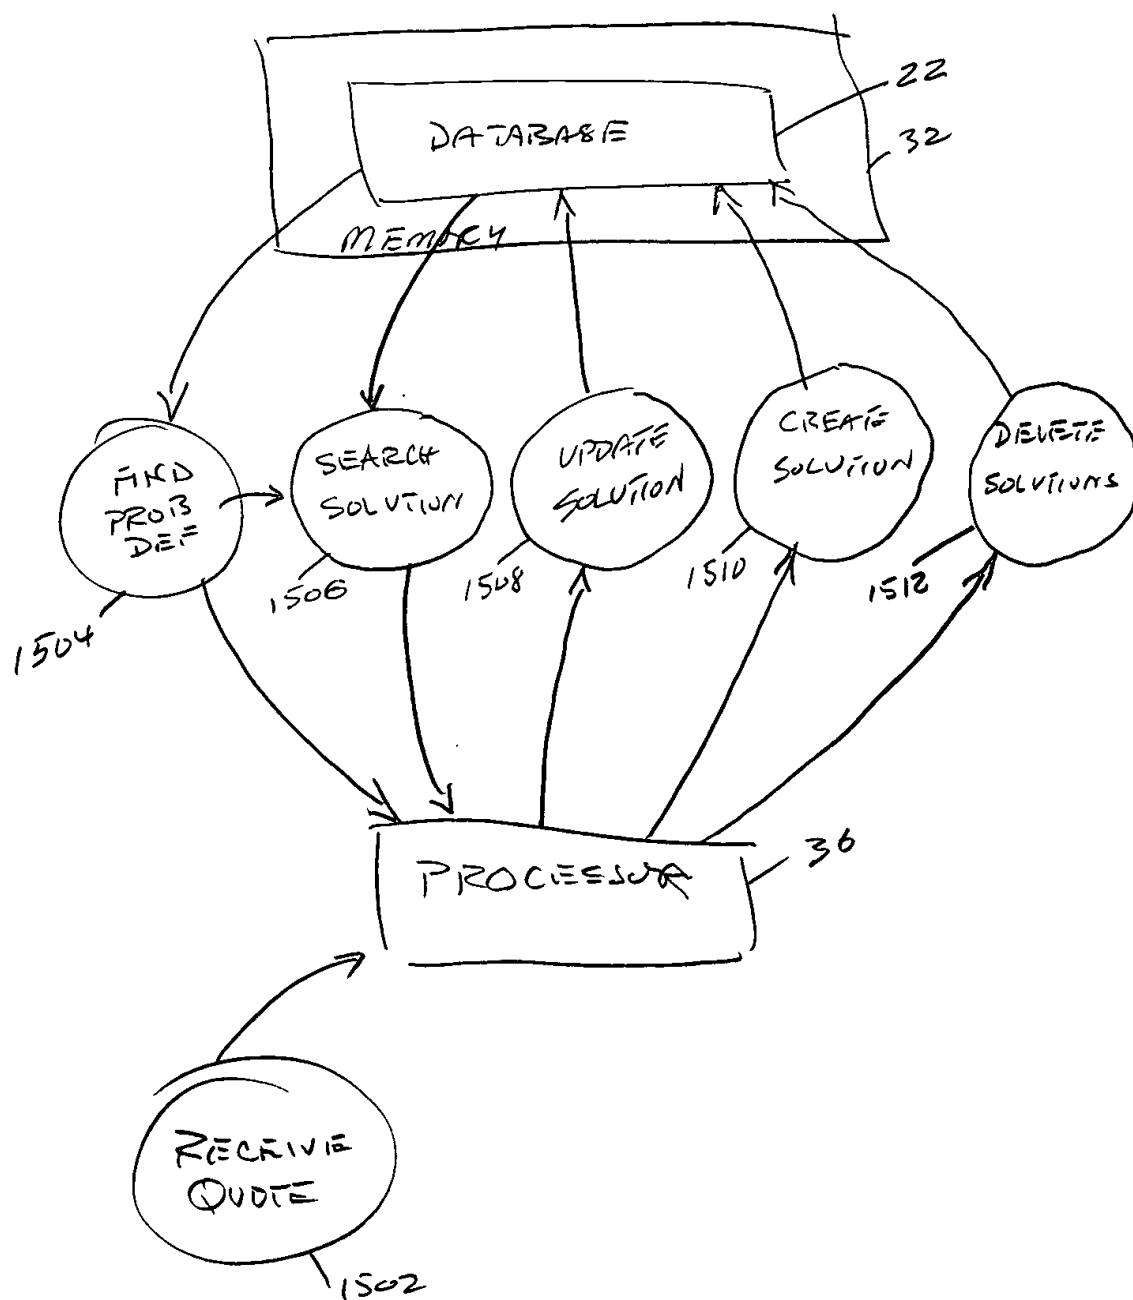 22
DATABASE
32
MEMORY
CREATE
SOLUTION
DELETE
SOLUTIONS
UPDATE
SOLUTION
SEARCH
SOLUTION
FIND
PROB
DEF
1504
1506
1508
1510
1512
PROCESSOR
36
RECEIVE
QUOTE
1502